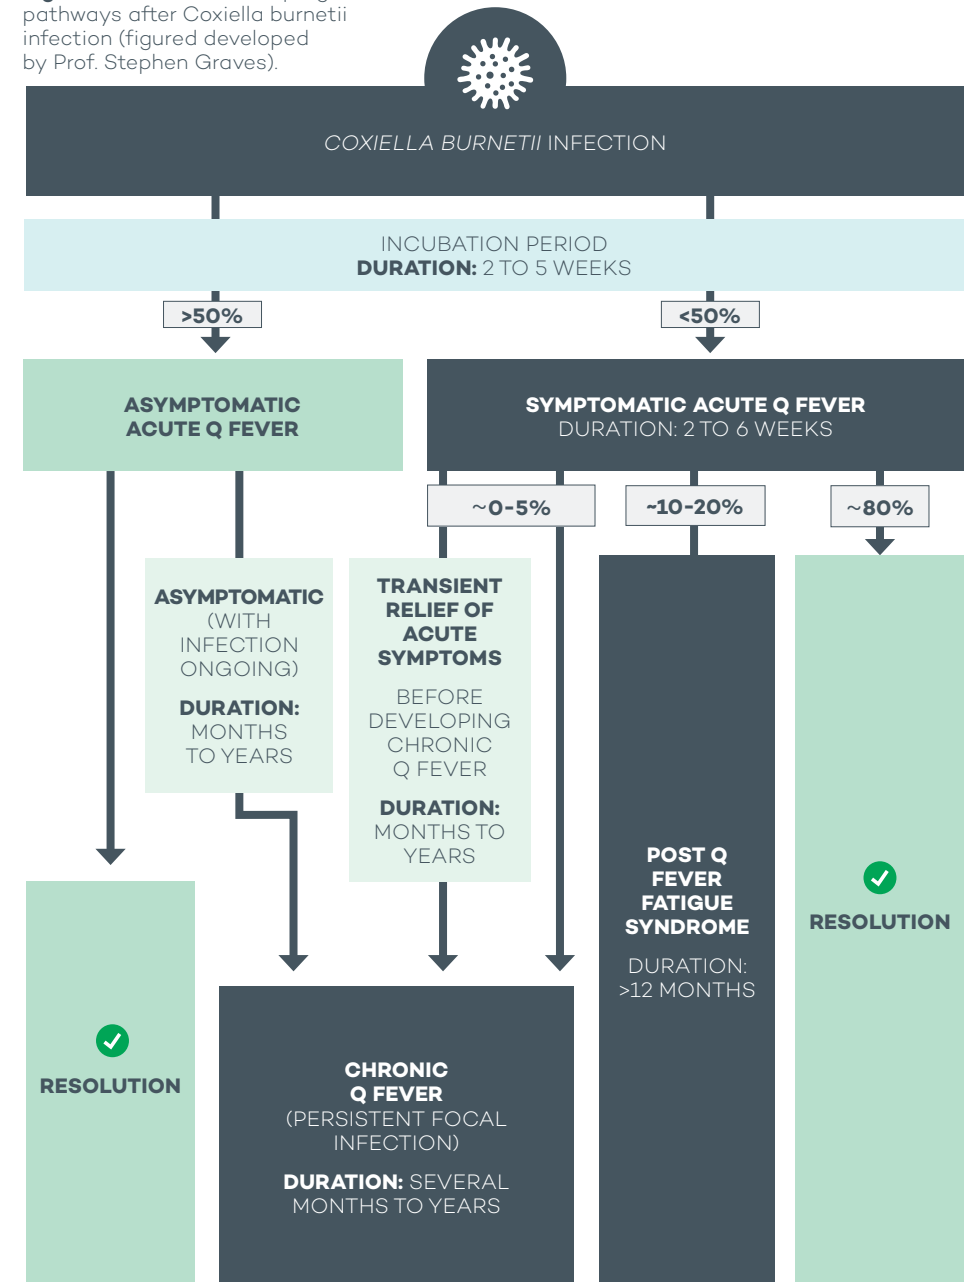 pathways after Coxiella burnetii
infection (figured developed
by Prof. Stephen Graves).
COXIELLA BURNETII INFECTION
INCUBATION PERIOD
DURATION: 2 TO 5 WEEKS
>50%
<50%
ASYMPTOMATIC
ACUTE Q FEVER
SYMPTOMATIC ACUTE Q FEVER
DURATION: 2 TO 6 WEEKS
~0-5%
~10-20%
~80%
ASYMPTOMATIC
(WITH
INFECTION
ONGOING)
DURATION:
MONTHS
TO YEARS
TRANSIENT
RELIEF OF
ACUTE
SYMPTOMS
BEFORE
DEVELOPING
CHRONIC
Q FEVER
DURATION:
MONTHS TO
YEARS
POST Q
FEVER
FATIGUE
SYNDROME
DURATION:
>12 MONTHS
RESOLUTION
RESOLUTION
CHRONIC
Q FEVER
(PERSISTENT FOCAL
INFECTION)
DURATION: SEVERAL
MONTHS TO YEARS